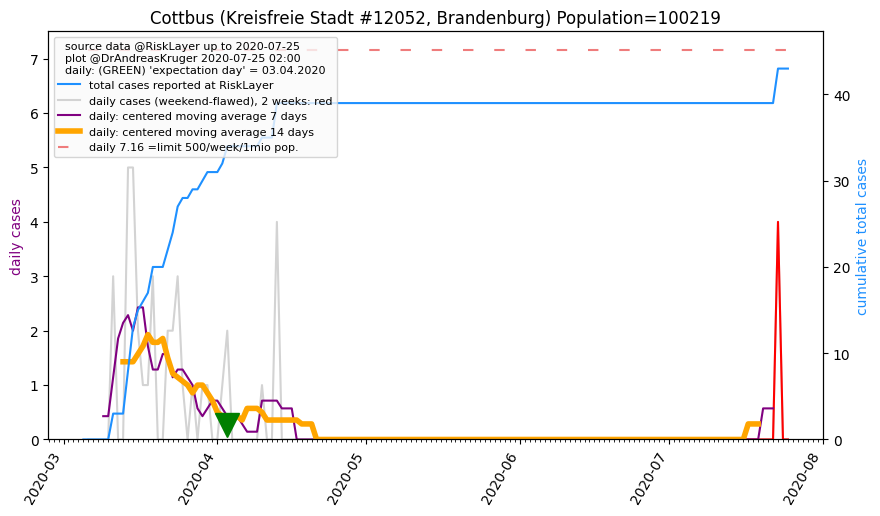 Cottbus (Kreisfreie Stadt #12052, Brandenburg) Population=100219
source data @RiskLayer up to 2020-07-25
plot @DrAndreasKruger 2020-07-25 02:00
daily: (GREEN) 'expectation day' = 03.04.2020
total cases reported at RiskLayer
daily cases (weekend-flawed), 2 weeks: red
daily: centered moving average 7 days
daily: centered moving average 14 days
daily 7.16 =limit 500/week/1mio pop.
daily cases
7
6
5
4
3
2
1
0
40
30
20
10
0
cumulative total cases
2020-03
2020-04
2020-05
2020-06
2020-07
2020-08